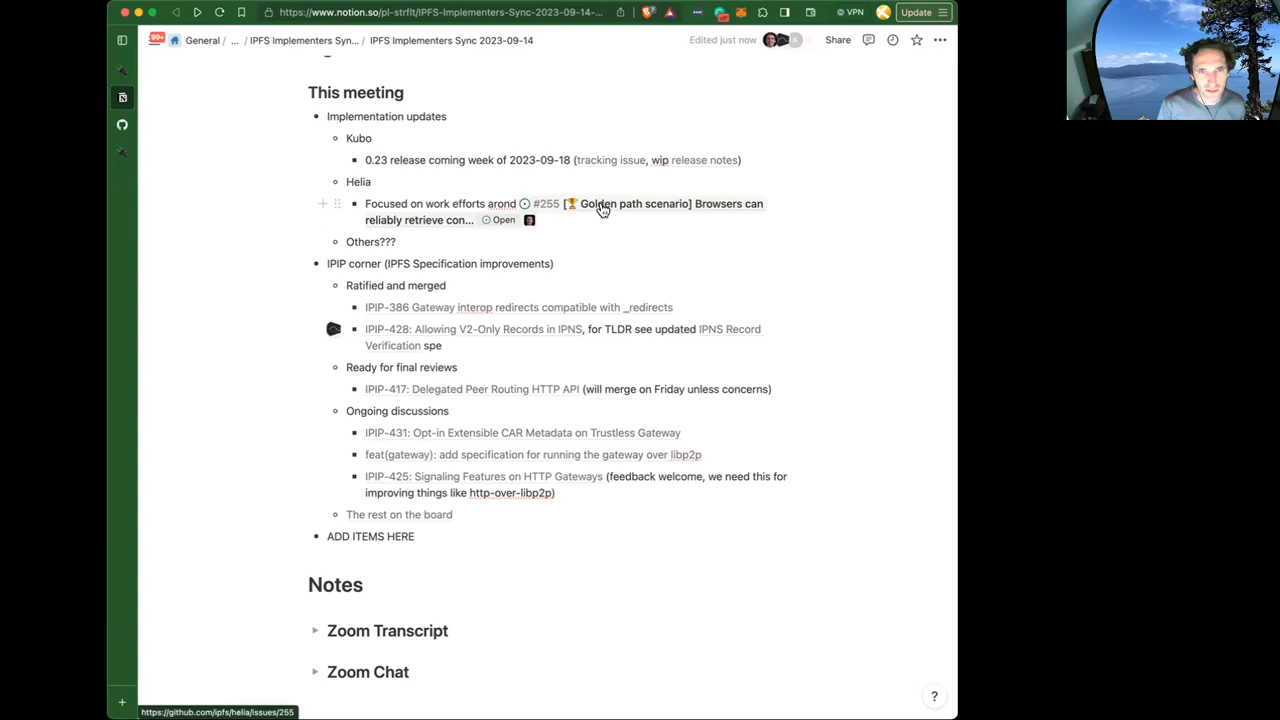 https://www.notion.so/pl-strflt/IPFS-Implementers-Sync-2023-09-14-...
VPN
Update
99+
General / ... / IPFS Implementers Syn... / IPFS Implementers Sync 2023-09-14
Edited just now
Share
This meeting
Implementation updates
Kubo
0.23 release coming week of 2023-09-18 (tracking issue, wip release notes)
Helia
Focused on work efforts arond #255 [🏆 Golden path scenario] Browsers can
reliably retrieve con... Open
Others???
IPIP corner (IPFS Specification improvements)
Ratified and merged
IPIP-386 Gateway interop redirects compatible with _redirects
IPIP-428: Allowing V2-Only Records in IPNS, for TLDR see updated IPNS Record
Verification spe
Ready for final reviews
IPIP-417: Delegated Peer Routing HTTP API (will merge on Friday unless concerns)
Ongoing discussions
IPIP-431: Opt-in Extensible CAR Metadata on Trustless Gateway
feat(gateway): add specification for running the gateway over libp2p
IPIP-425: Signaling Features on HTTP Gateways (feedback welcome, we need this for
improving things like http-over-libp2p)
The rest on the board
ADD ITEMS HERE
Notes
Zoom Transcript
Zoom Chat
?
https://github.com/ipfs/helia/issues/255